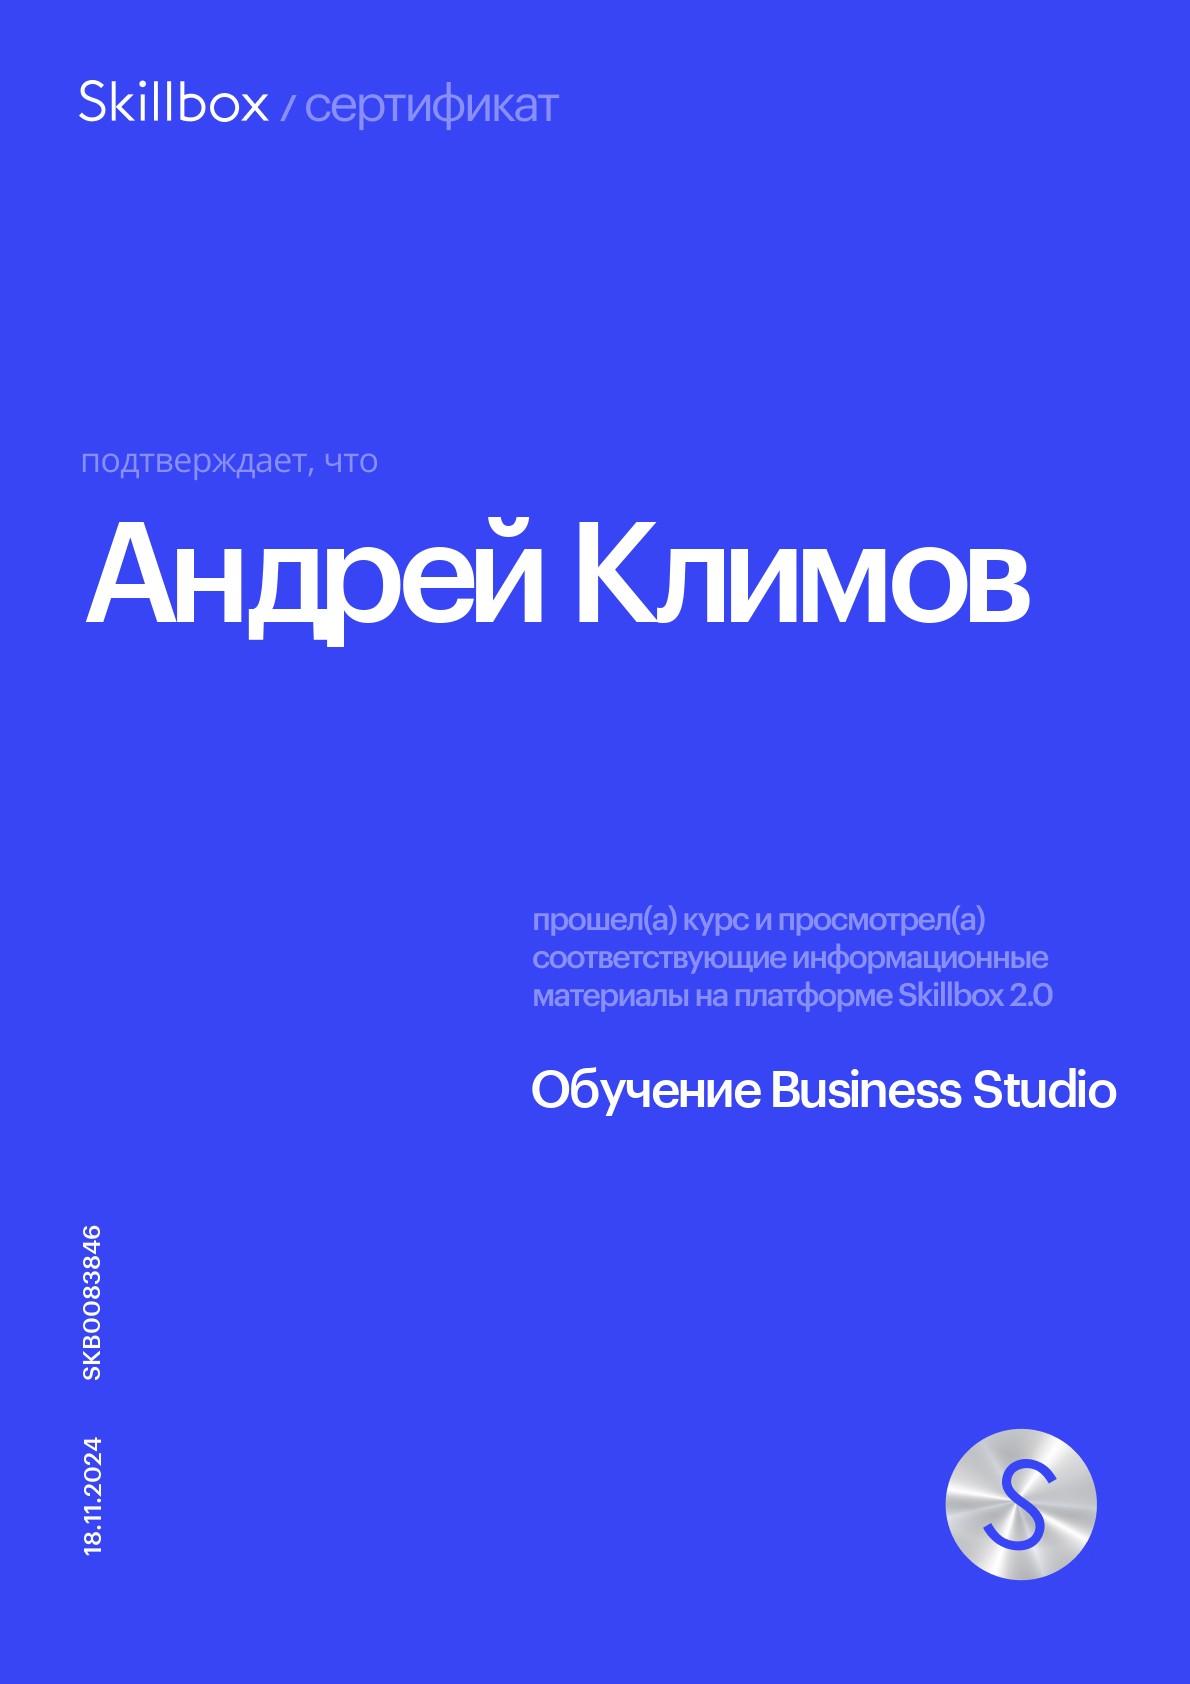 Skillbox / сертификат
подтверждает, что
Андрей Климов
прошел(а) курс и просмотрел(а)
соответствующие информационные
материалы на платформе Skillbox 2.0
Обучение Business Studio
SKB0083846
18.11.2024
S